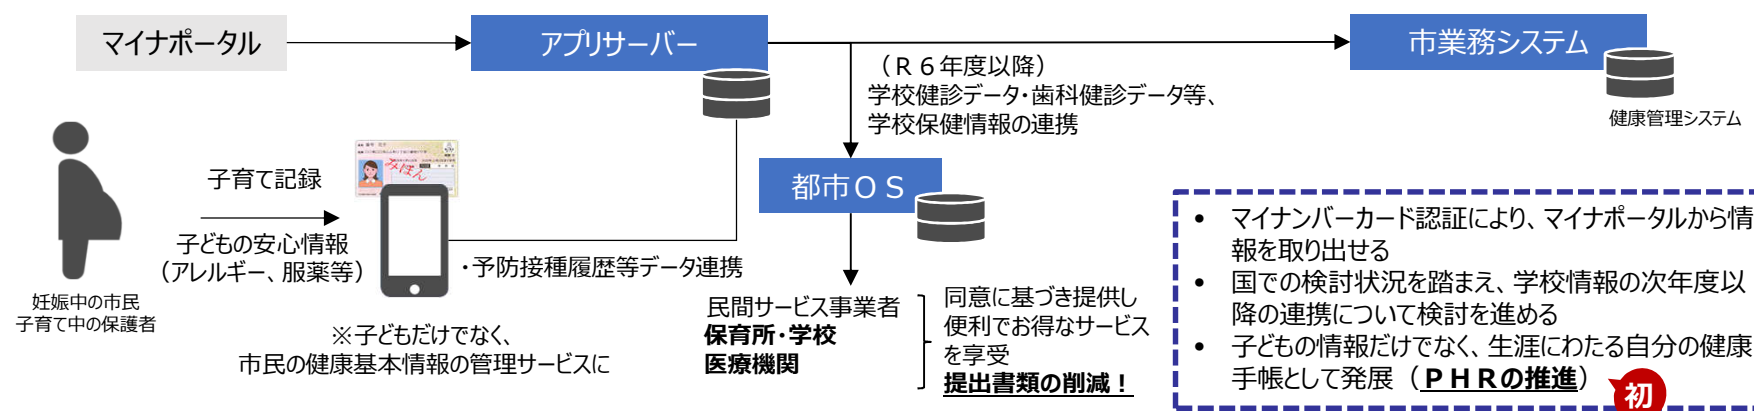 マイナポータル
アプリサーバー
市業務システム
健康管理システム
（Ｒ６年度以降）
学校健診データ・歯科健診データ等、
学校保健情報の連携
都市ＯＳ
子育て記録
子どもの安心情報
（アレルギー、服薬等）
妊娠中の市民
子育て中の保護者
みほん
・予防接種履歴等データ連携
※子どもだけでなく、
市民の健康基本情報の管理サービスに
民間サービス事業者
保育所・学校
医療機関
同意に基づき提供し
便利でお得なサービス
を享受
提出書類の削減！
• マイナンバーカード認証により、マイナポータルから情
報を取り出せる
• 国での検討状況を踏まえ、学校情報の次年度以
降の連携について検討を進める
• 子どもの情報だけでなく、生涯にわたる自分の健康
手帳として発展（ＰＨＲの推進）
初